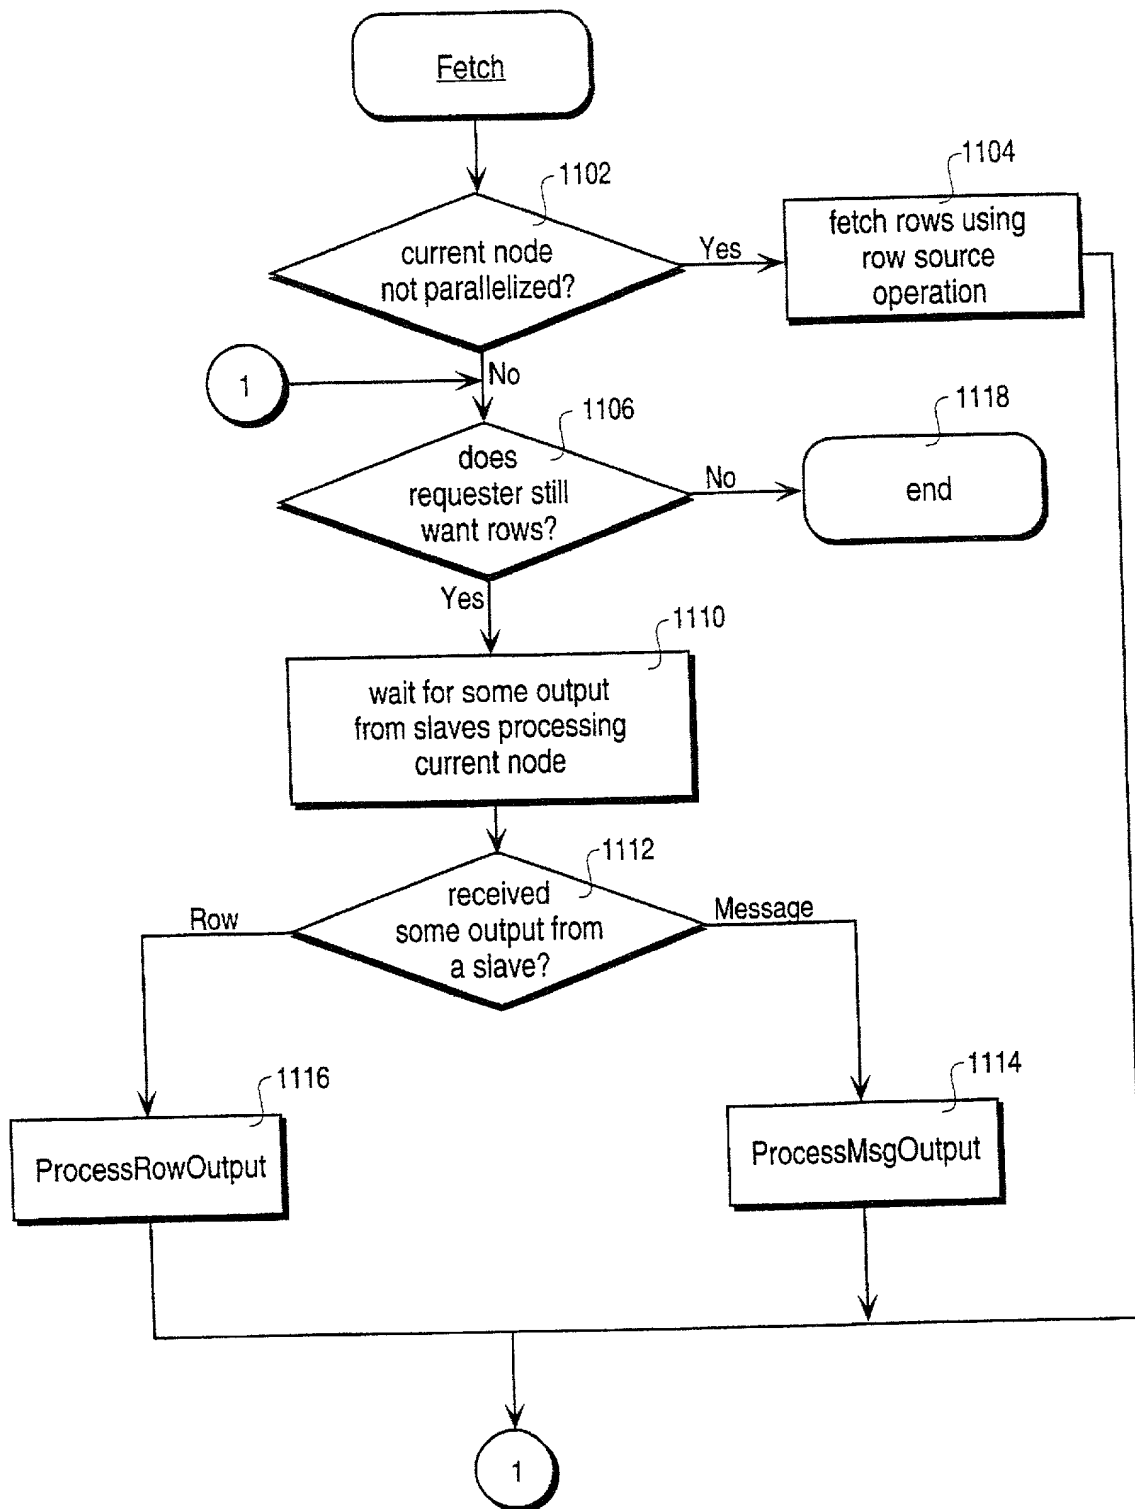 Fetch
1102
current node
not parallelized?
Yes
1104
fetch rows using
row source
operation
No
1
1106
does
requester still
want rows?
No
1118
end
Yes
1110
wait for some output
from slaves processing
current node
1112
received
some output from
a slave?
Row
Message
1116
ProcessRowOutput
1114
ProcessMsgOutput
1